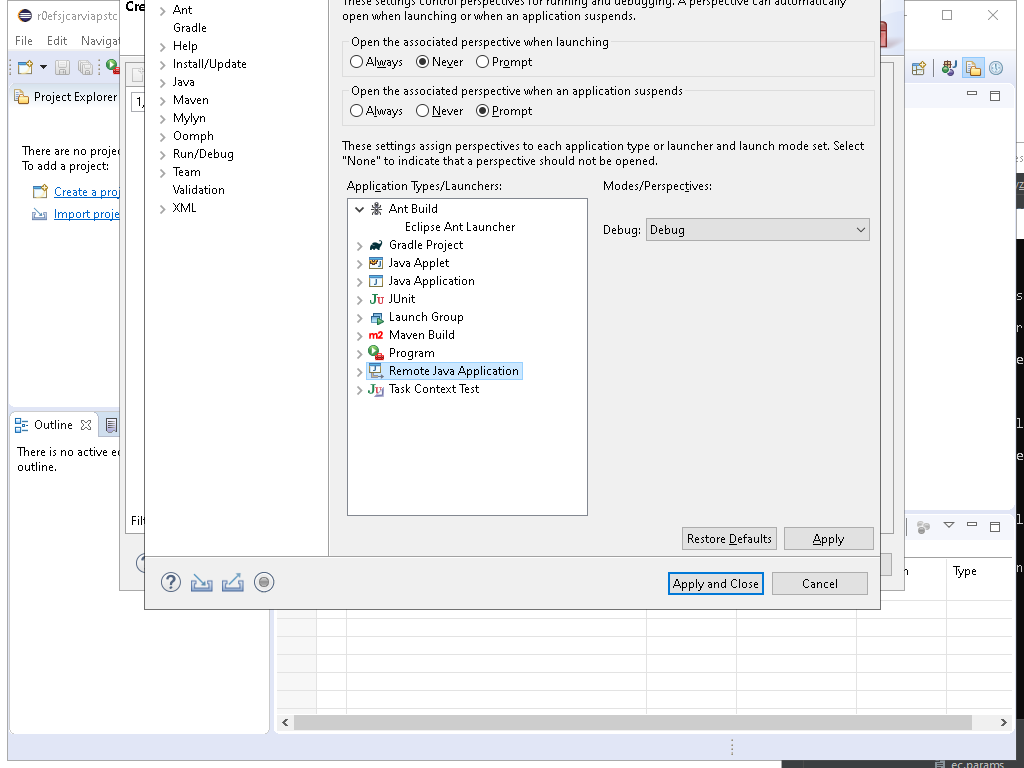 r0efsjcarviapstc
File Edit Navigat
Project Explorer
There are no projec
To add a project:
Create a proj
Import proje
Outline
There is no active ed
outline.
Cre
1,
Filt
Ant
Gradle
Help
Install/Update
Java
Maven
Mylyn
Oomph
Run/Debug
Team
Validation
XML
These settings control perspectives for running and debugging. A perspective can automatically
open when launching or when an application suspends.
Open the associated perspective when launching
Always Never Prompt
Open the associated perspective when an application suspends
Always Never Prompt
These settings assign perspectives to each application type or launcher and launch mode set. Select
"None" to indicate that a perspective should not be opened.
Application Types/Launchers:
Modes/Perspectives:
Ant Build
Eclipse Ant Launcher
Gradle Project
Java Applet
Java Application
JUnit
Launch Group
Maven Build
Program
Remote Java Application
Task Context Test
Debug: Debug
Restore Defaults Apply
Apply and Close Cancel
Type
ec.params